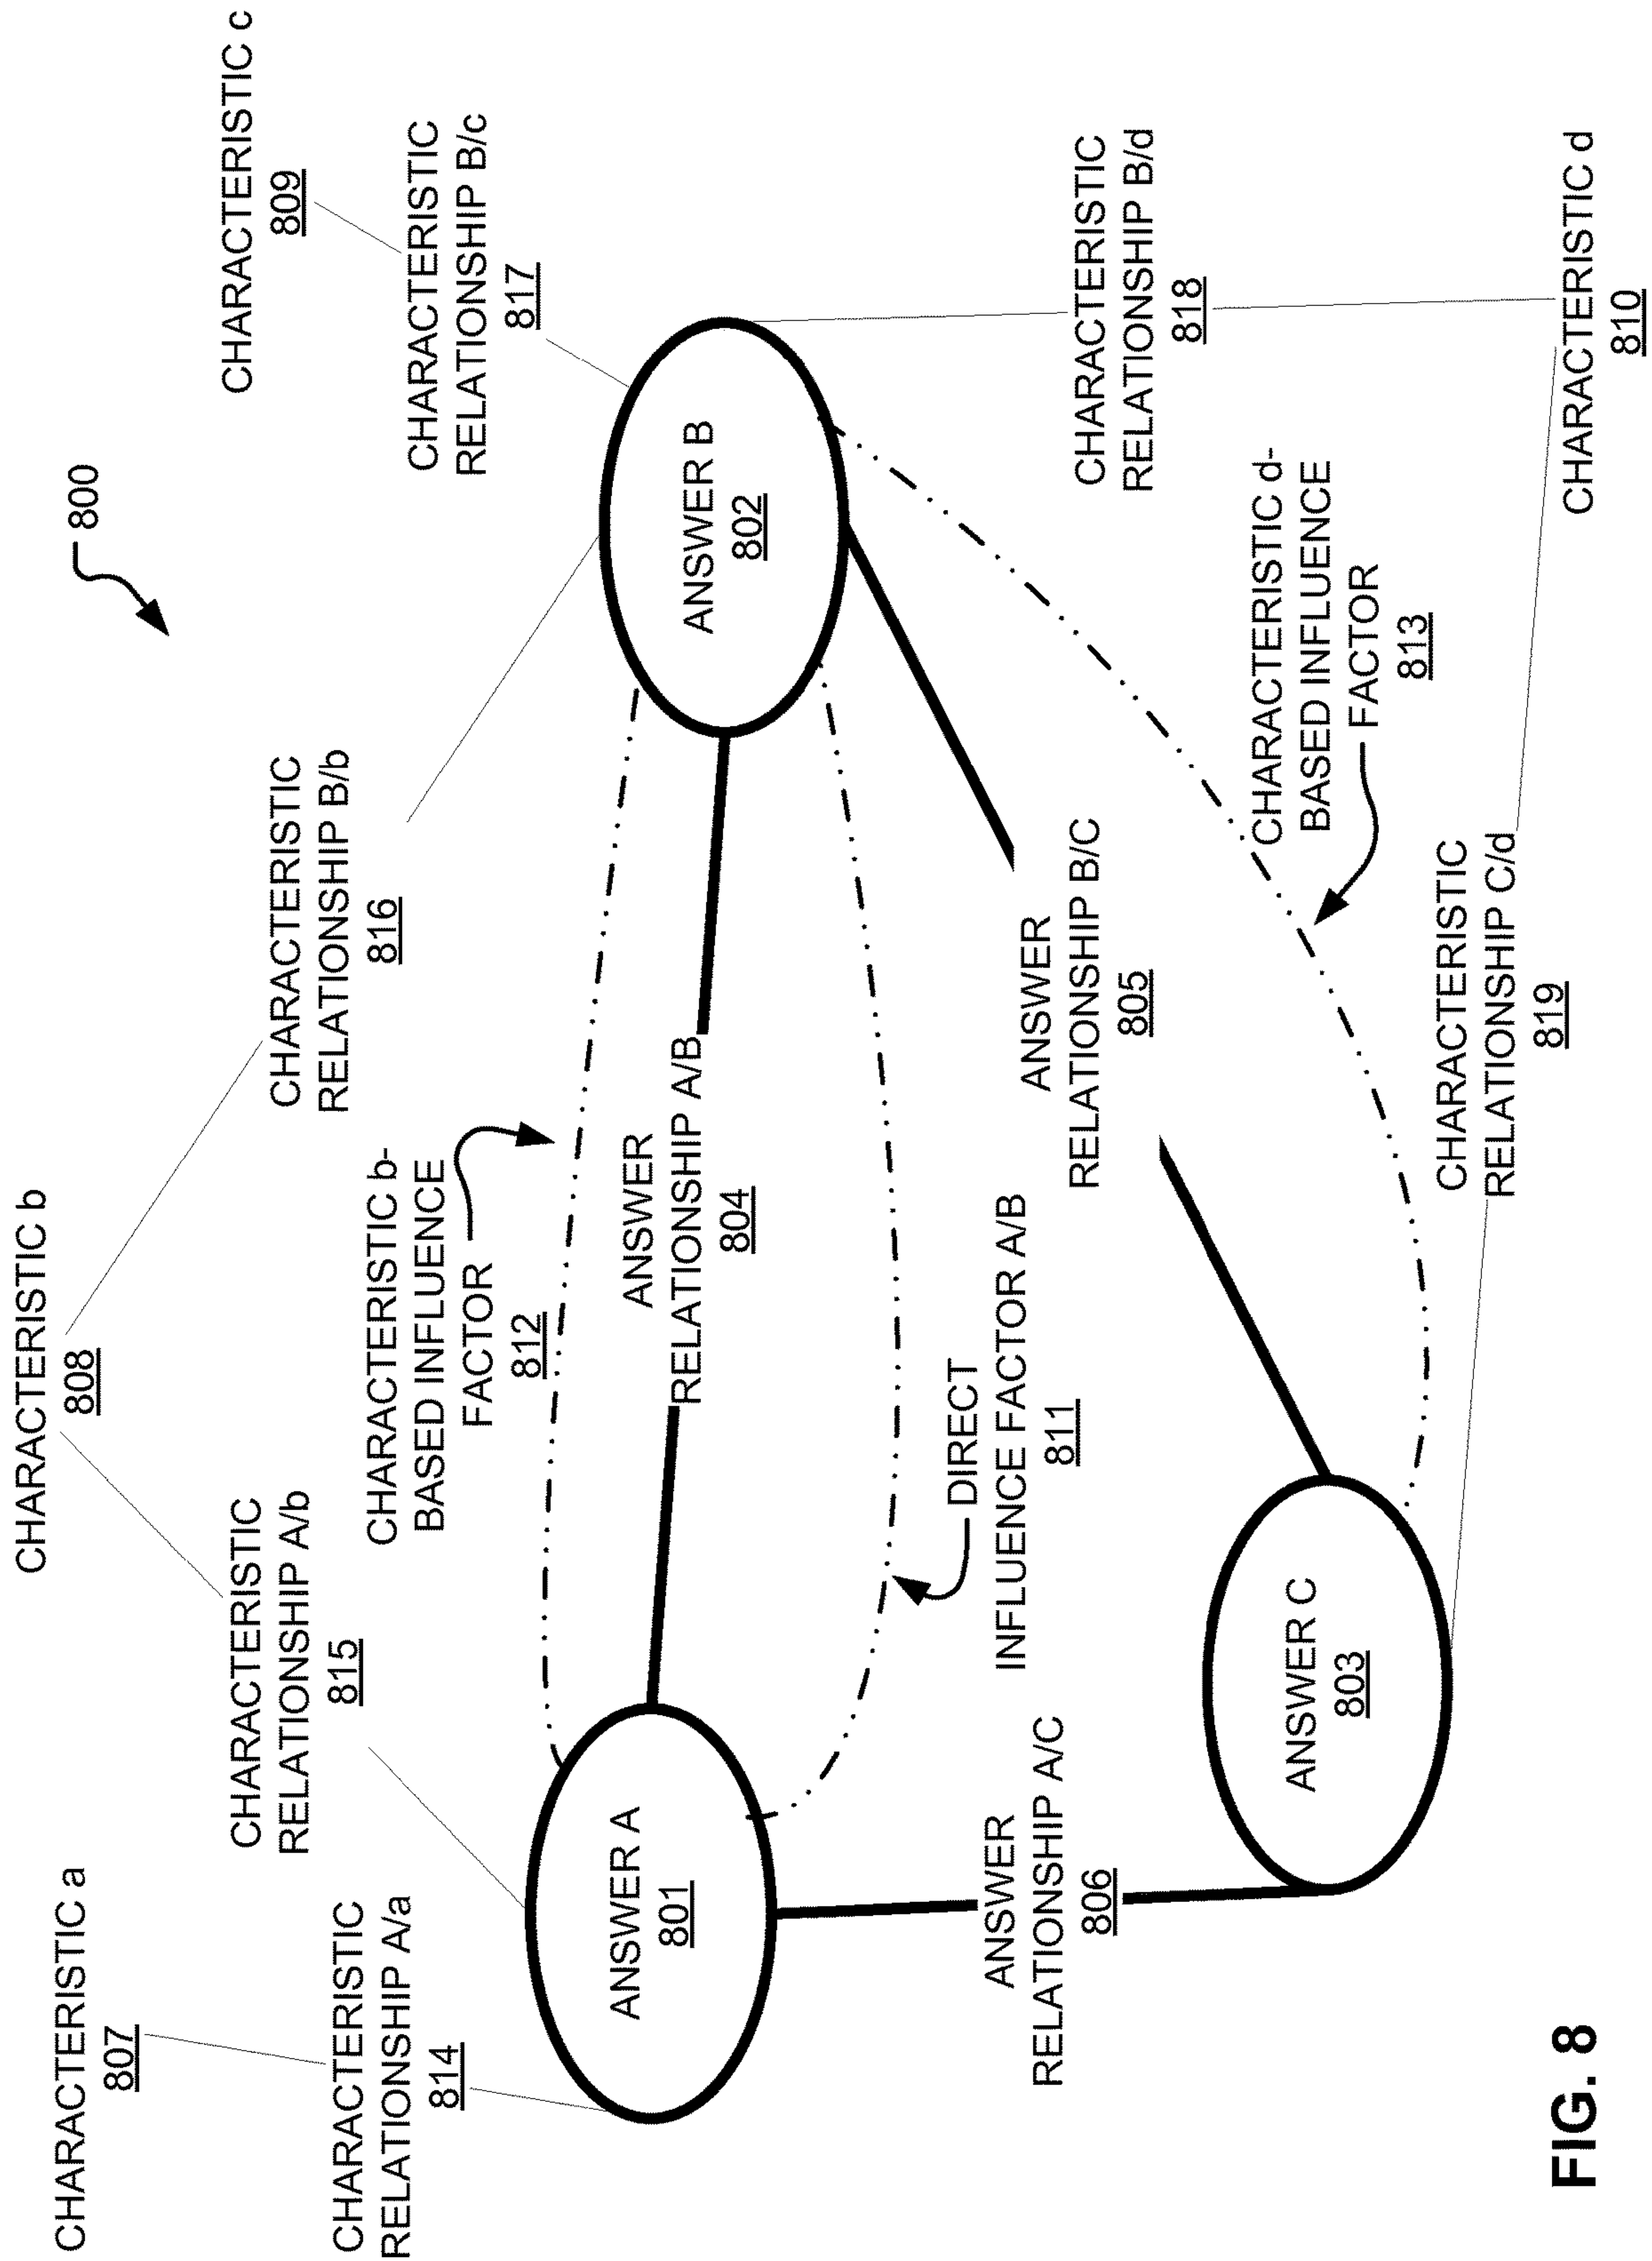 800
CHARACTERISTIC a
807
CHARACTERISTIC b
808
CHARACTERISTIC c
809
CHARACTERISTIC
RELATIONSHIP A/a
814
CHARACTERISTIC
RELATIONSHIP A/b
815
CHARACTERISTIC
RELATIONSHIP B/b
816
CHARACTERISTIC
RELATIONSHIP B/c
817
CHARACTERISTIC b-
BASED INFLUENCE
FACTOR
812
ANSWER A
801
ANSWER
RELATIONSHIP A/B
804
ANSWER B
802
DIRECT
INFLUENCE FACTOR A/B
811
ANSWER
RELATIONSHIP A/C
806
ANSWER
RELATIONSHIP B/C
805
CHARACTERISTIC
RELATIONSHIP B/d
818
CHARACTERISTIC d-
BASED INFLUENCE
FACTOR
813
ANSWER C
803
CHARACTERISTIC
RELATIONSHIP C/d
819
CHARACTERISTIC d
810
FIG. 8